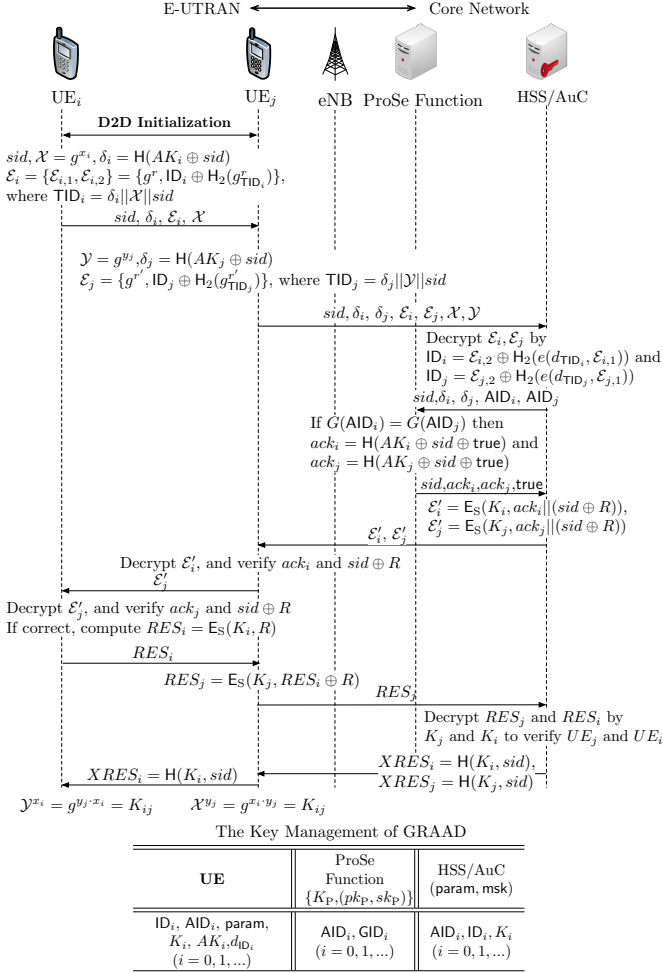 E-UTRAN Core Network
UEᵢ UEⱼ eNB ProSe Function HSS/AuC
D2D Initialization
sid, 𝒳 = g^{x_i}, δ_i = H(AK_i ⊕ sid)
ℰ_i = {ℰ_{i,1}, ℰ_{i,2}} = {g^r, ID_i ⊕ H_2(g^r_{TID_i})},
where TID_i = δ_i||𝒳||sid
sid, δ_i, ℰ_i, 𝒳
𝒴 = g^{y_j}, δ_j = H(AK_j ⊕ sid)
ℰ_j = {g^{r'}, ID_j ⊕ H_2(g^{r'}_{TID_j})}, where TID_j = δ_j||𝒴||sid
sid, δ_i, δ_j, ℰ_i, ℰ_j, 𝒳, 𝒴
Decrypt ℰ_i, ℰ_j by
ID_i = ℰ_{i,2} ⊕ H_2(e(d_{TID_i}, ℰ_{i,1})) and
ID_j = ℰ_{j,2} ⊕ H_2(e(d_{TID_j}, ℰ_{j,1}))
sid, δ_i, δ_j, AID_i, AID_j
If G(AID_i) = G(AID_j) then
ack_i = H(AK_i ⊕ sid ⊕ true) and
ack_j = H(AK_j ⊕ sid ⊕ true)
sid,ack_i,ack_j,true
ℰ'_i = E_S(K_i, ack_i||(sid ⊕ R)),
ℰ'_j = E_S(K_j, ack_j||(sid ⊕ R))
ℰ'_i, ℰ'_j
Decrypt ℰ'_i, and verify ack_i and sid ⊕ R
ℰ'_j
Decrypt ℰ'_j, and verify ack_j and sid ⊕ R
If correct, compute RES_i = E_S(K_i, R)
RES_i
RES_j = E_S(K_j, RES_i ⊕ R)
RES_j
Decrypt RES_j and RES_i by
K_j and K_i to verify UE_j and UE_i
XRES_i = H(K_i, sid),
XRES_j = H(K_j, sid)
XRES_i = H(K_i, sid)
𝒴^{x_i} = g^{y_j·x_i} = K_{ij} 𝒳^{y_j} = g^{x_i·y_j} = K_{ij}
The Key Management of GRAAD
UE
ProSe
Function
{K_P,(pk_P, sk_P)}
HSS/AuC
(param, msk)
ID_i, AID_i, param,
K_i, AK_i,d_{ID_i}
(i = 0, 1, ...)
AID_i, GID_i
(i = 0, 1, ...)
AID_i, ID_i, K_i
(i = 0, 1, ...)